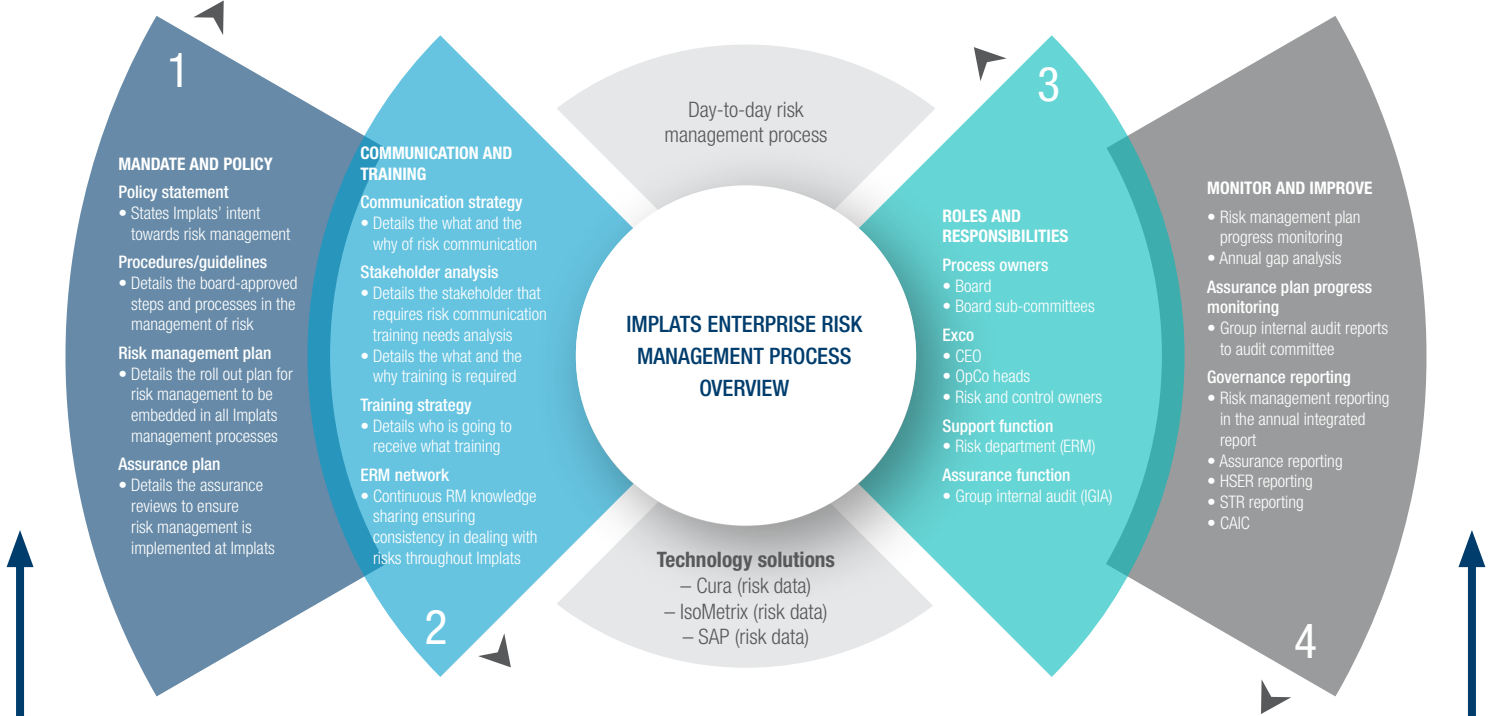 1
MANDATE AND POLICY
Policy statement
• States Implats' intent
towards risk management
Procedures/guidelines
• Details the board-approved
steps and processes in the
management of risk
Risk management plan
• Details the roll out plan for
risk management to be
embedded in all Implats
management processes
Assurance plan
• Details the assurance
reviews to ensure
risk management is
implemented at Implats
COMMUNICATION AND
TRAINING
Communication strategy
• Details the what and the
why of risk communication
Stakeholder analysis
• Details the stakeholder that
requires risk communication
training needs analysis
• Details the what and the
why training is required
Training strategy
• Details who is going to
receive what training
ERM network
• Continuous RM knowledge
sharing ensuring
consistency in dealing with
risks throughout Implats
2
Day-to-day risk
management process
IMPLATS ENTERPRISE RISK
MANAGEMENT PROCESS
OVERVIEW
Technology solutions
– Cura (risk data)
– IsoMetrix (risk data)
– SAP (risk data)
3
ROLES AND
RESPONSIBILITIES
Process owners
• Board
• Board sub-committees
Exco
• CEO
• OpCo heads
• Risk and control owners
Support function
• Risk department (ERM)
Assurance function
• Group internal audit (IGIA)
MONITOR AND IMPROVE
• Risk management plan
progress monitoring
• Annual gap analysis
Assurance plan progress
monitoring
• Group internal audit reports
to audit committee
Governance reporting
• Risk management reporting
in the annual integrated
report
• Assurance reporting
• HSER reporting
• STR reporting
• CAIC
4